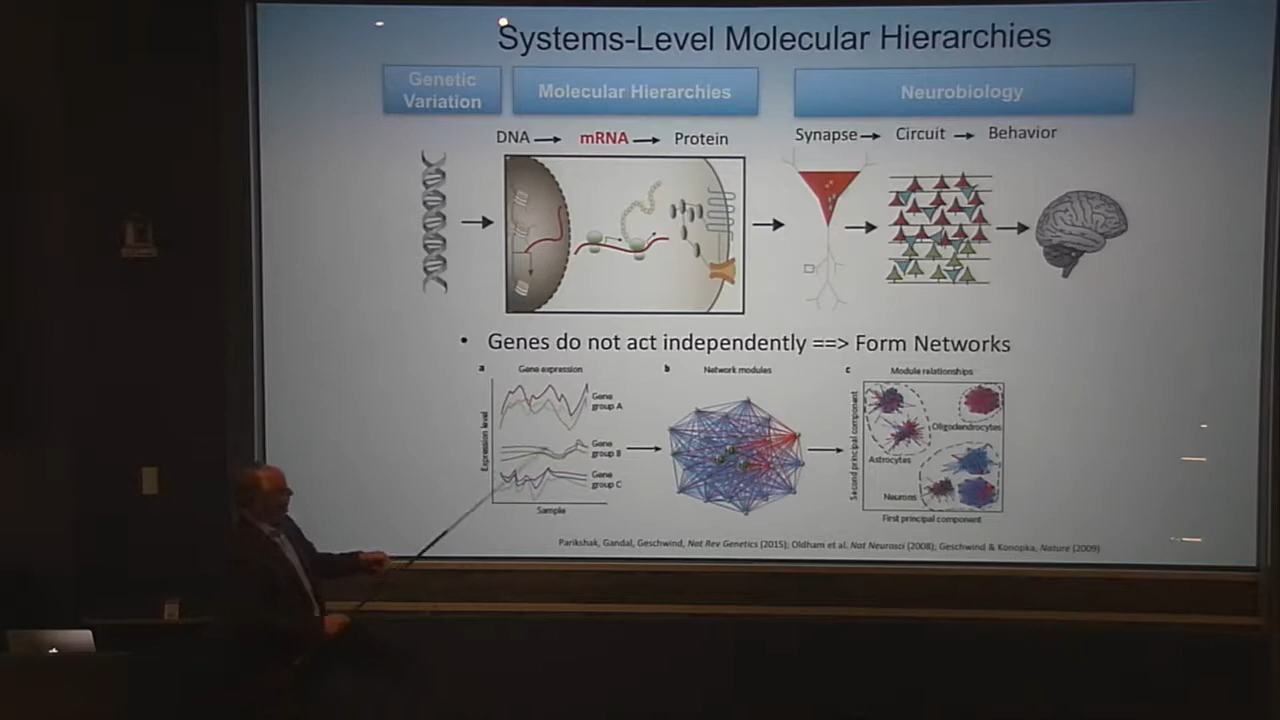 Systems-Level Molecular Hierarchies
Genetic
Variation
Molecular Hierarchies
Neurobiology
DNA → mRNA → Protein
Synapse → Circuit → Behavior
• Genes do not act independently ==> Form Networks
a Gene expression
Expression level
Gene
group A
Gene
group B
Gene
group C
Sample
b Network modules
c Module relationships
Second principal component
Oligodendrocytes
Astrocytes
Neurons
First principal component
Parikshak, Gandal, Geschwind, Nat Rev Genetics (2015); Oldham et al. Nat Neurosci (2008); Geschwind & Konopka, Nature (2009)